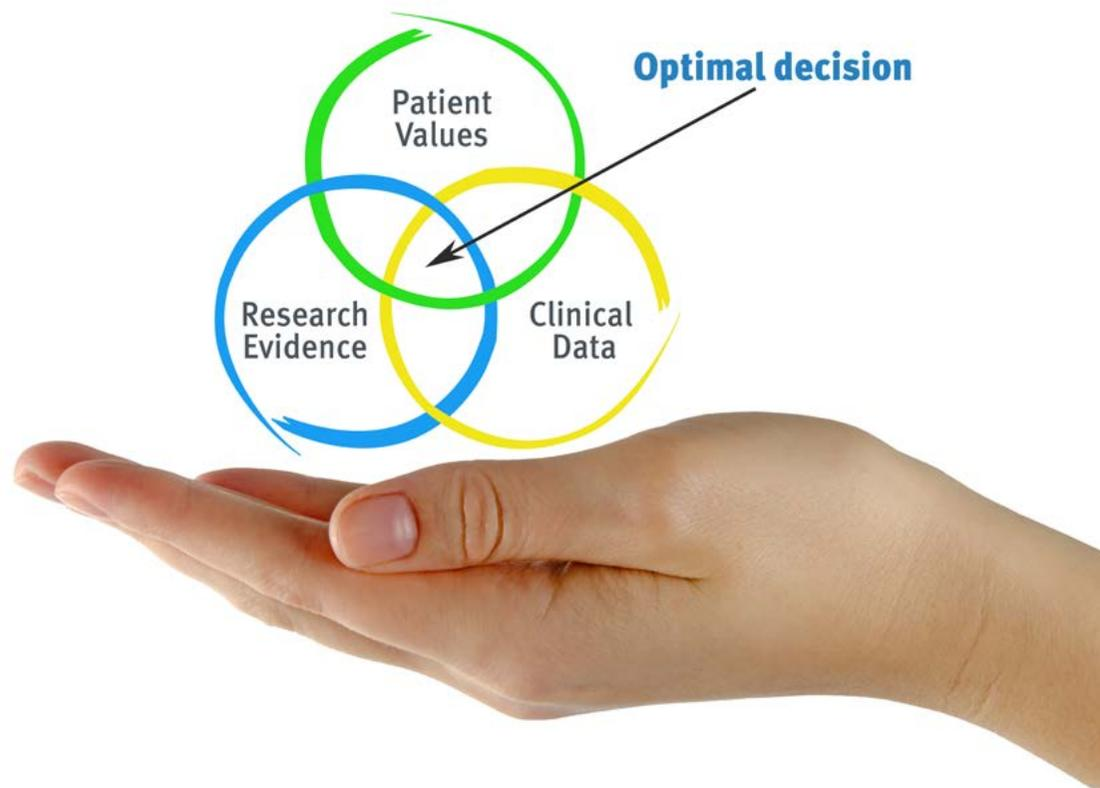 Optimal decision
Patient
Values
Research
Evidence
Clinical
Data